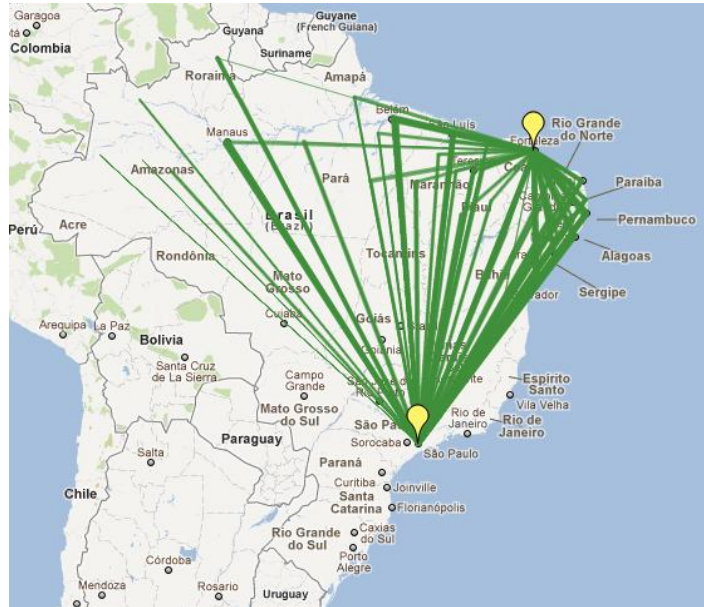 Garagoa
Colombia
Guyane
(French Guiana)
Guyana
Suriname
Roraima
Amapá
Belém
Fortaleza
Rio Grande
do Norte
Manaus
Amazonas
Pará
Maranhão
Paraiba
Pernambuco
Acre
Brasil
(Brazil)
Piauí
Perú
Rondônia
Tocantins
Alagoas
Mato
Grosso
Bahia
Sergipe
Cuiabá
Goiás
Arequipa
La Paz
Bolivia
Goiânia
Santa Cruz
de La Sierra
Campo
Grande
Espírito
Santo
Mato Grosso
do Sul
Vila Velha
Rio de
Janeiro
Rio de
Janeiro
Paraguay
São Paulo
Sorocaba
São Paulo
Salta
Paraná
Curitiba
Joinville
Chile
Santa
Catarina
Florianópolis
Rio Grande
do Sul
Caxias
do Sul
Porto
Alegre
Córdoba
Mendoza
Rosario
Uruguay